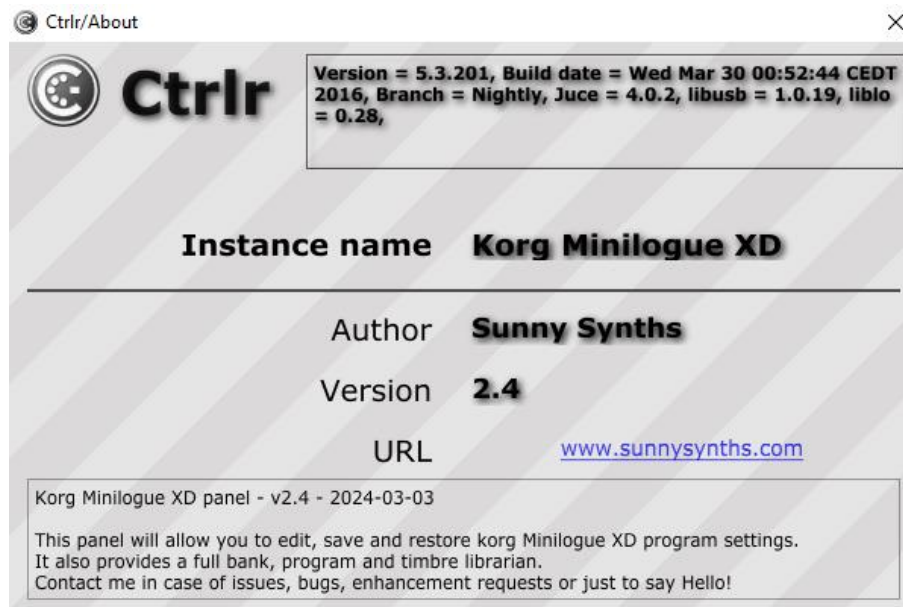 Ctrlr/About
Ctrlr
Version = 5.3.201, Build date = Wed Mar 30 00:52:44 CEDT
2016, Branch = Nightly, Juce = 4.0.2, libusb = 1.0.19, liblo
= 0.28,
Instance name Korg Minilogue XD
Author Sunny Synths
Version 2.4
URL www.sunnysynths.com
Korg Minilogue XD panel - v2.4 - 2024-03-03
This panel will allow you to edit, save and restore korg Minilogue XD program settings.
It also provides a full bank, program and timbre librarian.
Contact me in case of issues, bugs, enhancement requests or just to say Hello!